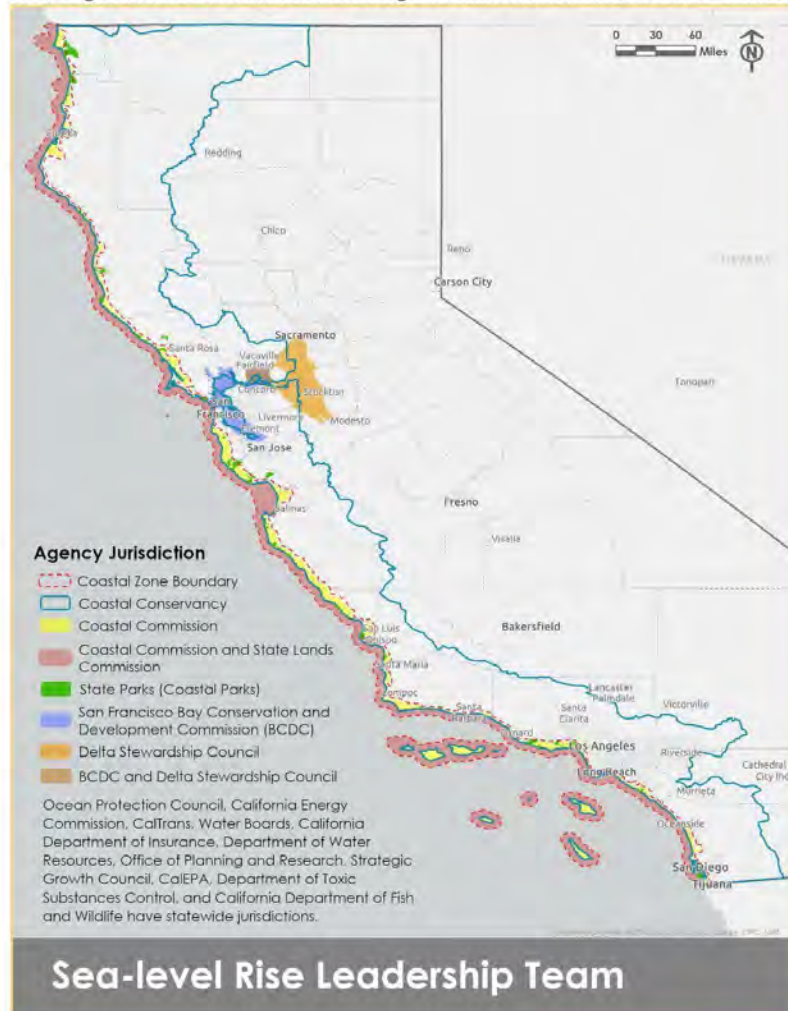 0 30 60
Miles
N
Redding
Chico
Reno
Carson City
Sacramento
Santa Rosa
Vacaville
Fairfield
Concord
Stockton
Tonopah
San
Francisco
Livermore
Modesto
Fremont
San Jose
Salinas
Fresno
Visalia
Agency Jurisdiction
Coastal Zone Boundary
Coastal Conservancy
Coastal Commission
Coastal Commission and State Lands
Commission
State Parks (Coastal Parks)
San Francisco Bay Conservation and
Development Commission (BCDC)
Delta Stewardship Council
BCDC and Delta Stewardship Council
Ocean Protection Council, California Energy
Commission, CalTrans, Water Boards, California
Department of Insurance, Department of Water
Resources, Office of Planning and Research, Strategic
Growth Council, CalEPA, Department of Toxic
Substances Control, and California Department of Fish
and Wildlife have statewide jurisdictions.
San Luis
Obispo
Bakersfield
Santa Maria
Lompoc
Santa
Barbara
Lancaster
Palmdale
Santa
Clarita
Victorville
Oxnard
Los Angeles
Riverside
Long Beach
Cathedral
City
Murrieta
Oceanside
San Diego
Tijuana
Sea-level Rise Leadership Team